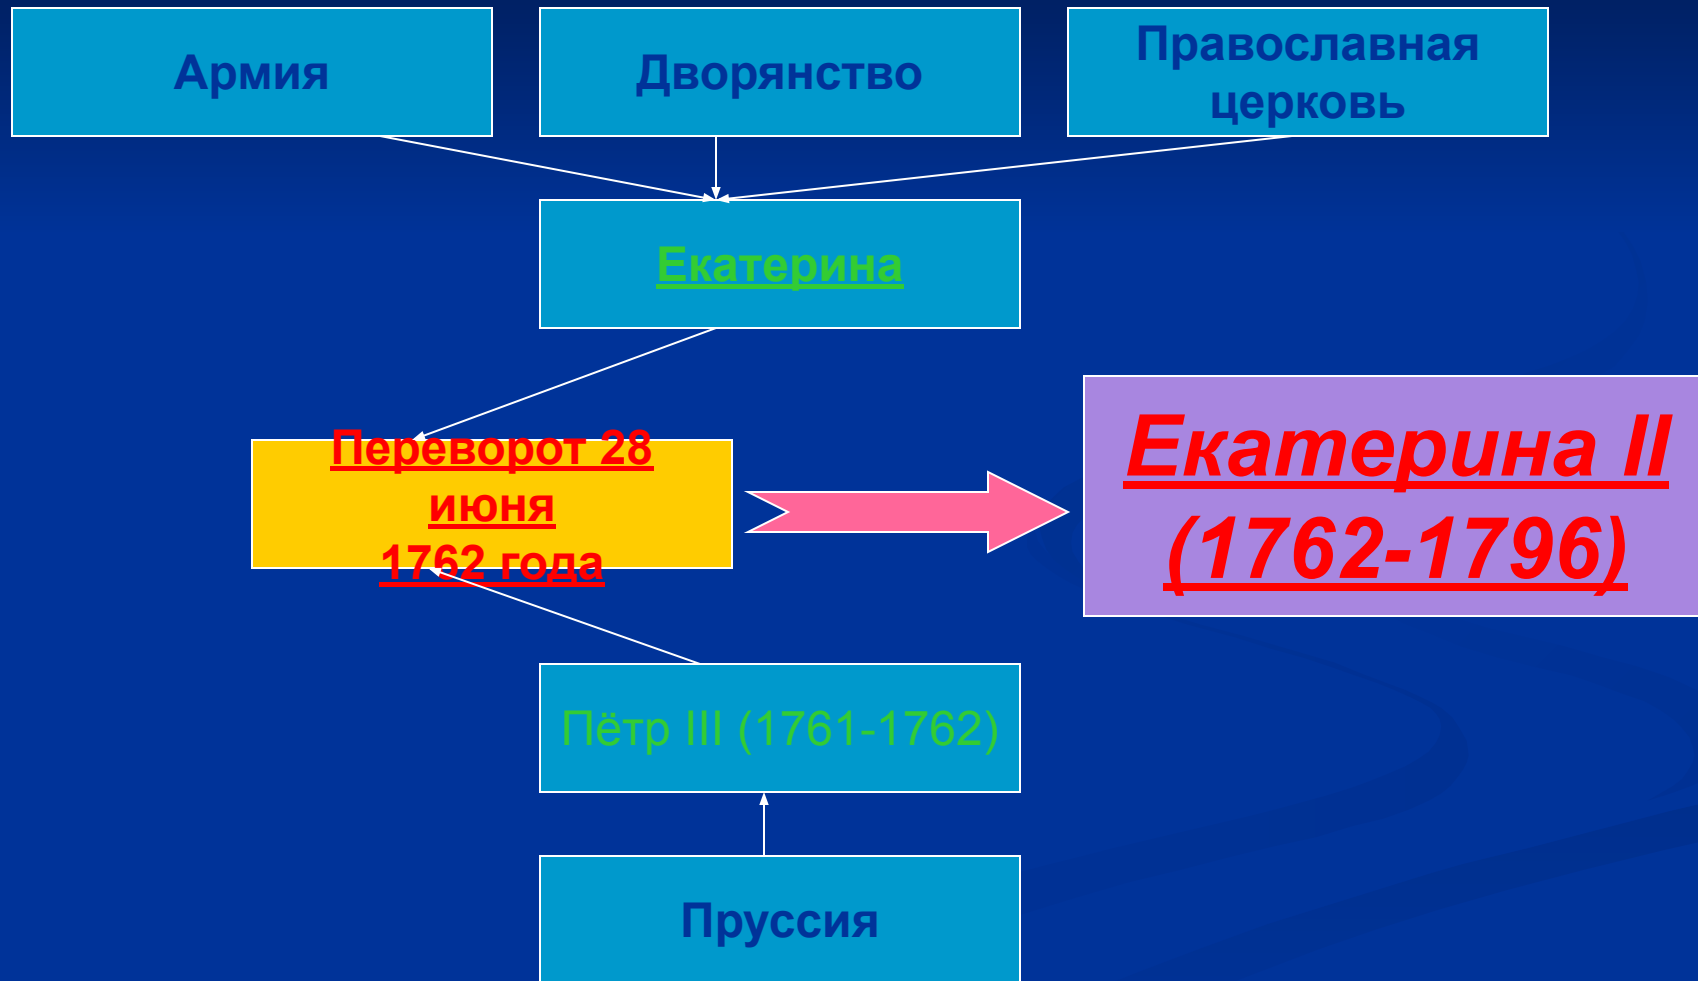 Армия
Дворянство
Православная
церковь
Екатерина
Переворот 28
июня
1762 года
Екатерина II
(1762-1796)
Пётр III (1761-1762)
Пруссия